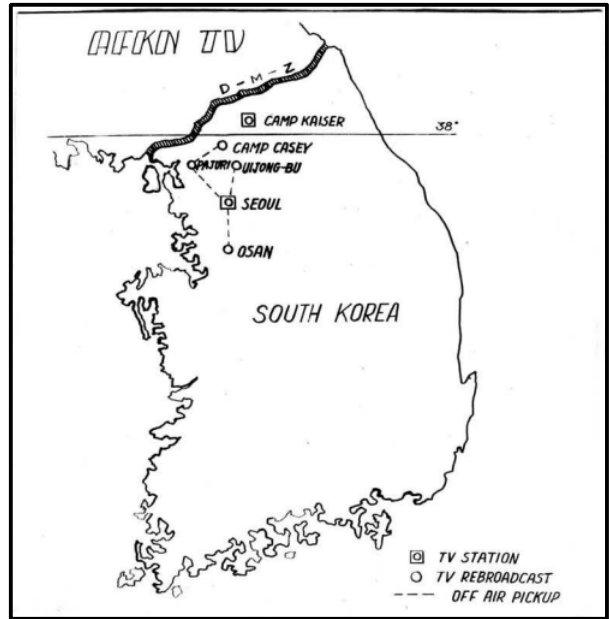 AFKN TV
D-M-Z
CAMP KAISER
38°
CAMP CASEY
PAJURI
UIJONG-BU
SEOUL
OSAN
SOUTH KOREA
TV STATION
TV REBROADCAST
OFF AIR PICKUP